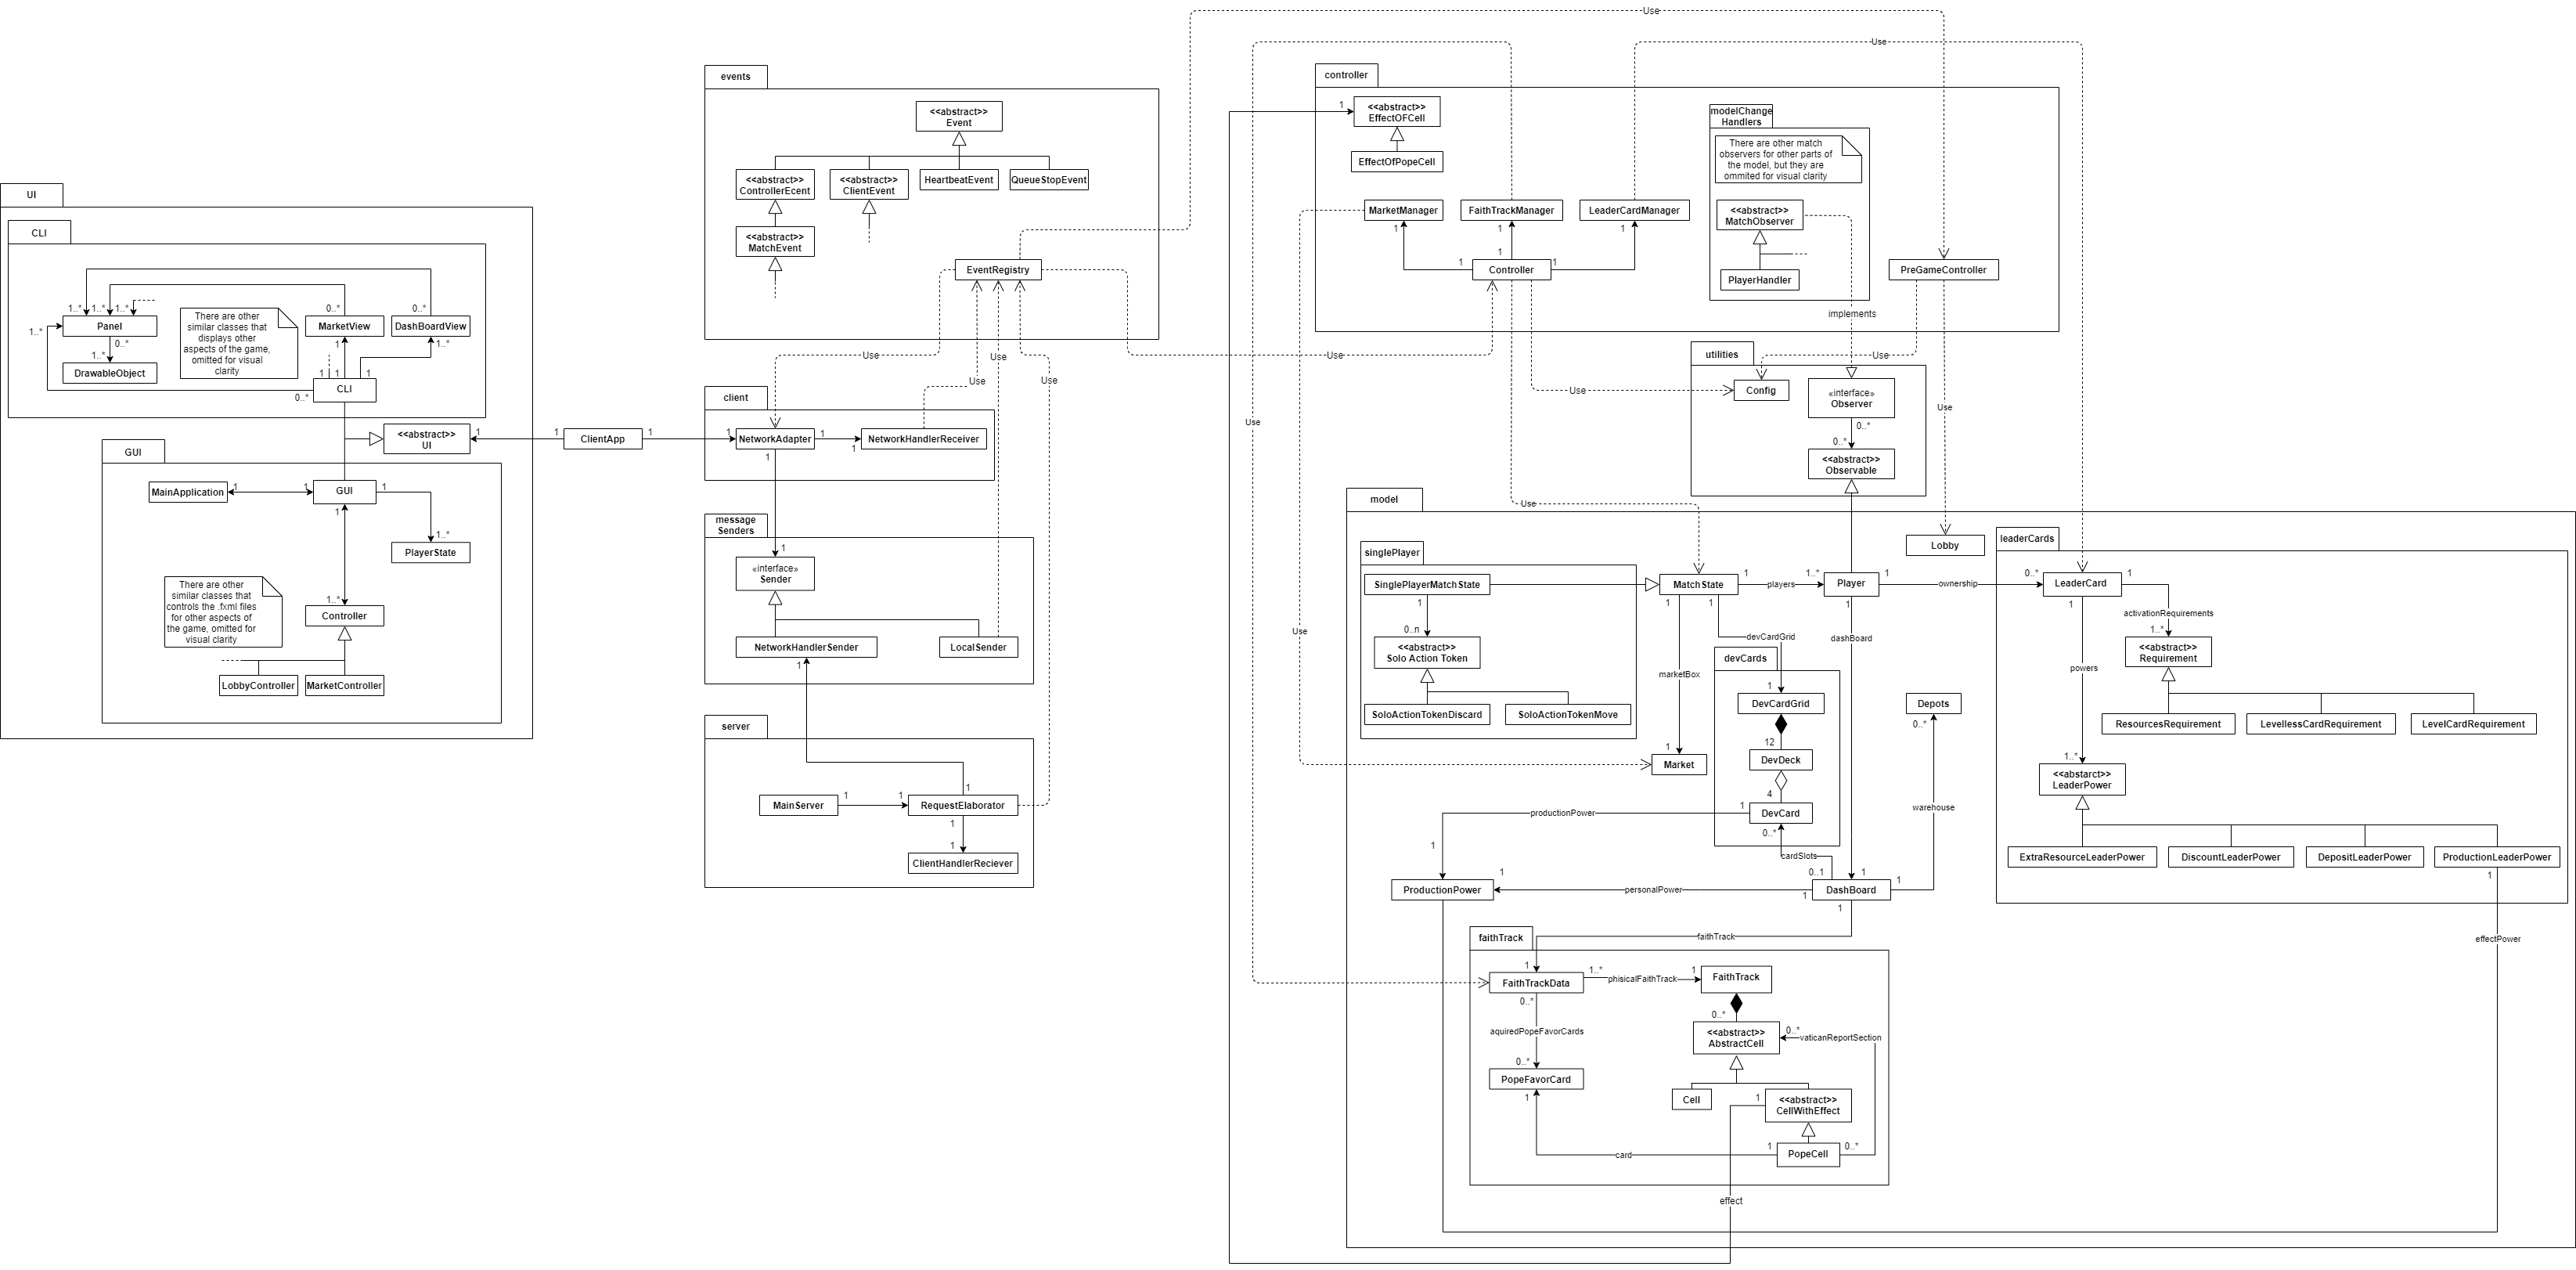 UI
CLI
1..*
1..*
1..*
0..*
0..*
Panel
There are other
similar classes that
displays other
aspects of the game,
omitted for visual
clarity
MarketView
DashBoardView
1..*
0..*
1
1..*
1..*
DrawableObject
1
1
1
CLI
0..*
<<abstract>>
UI
1
GUI
MainApplication
1
1
GUI
1
1
1..*
PlayerState
There are other
similar classes that
controls the .fxml files
for other aspects of
the game, omitted for
visual clarity
1..*
Controller
LobbyController
MarketController
1
ClientApp
1
events
<<abstract>>
Event
<<abstract>>
ControllerEcent
<<abstract>>
ClientEvent
HeartbeatEvent
QueueStopEvent
<<abstract>>
MatchEvent
EventRegistry
Use
Use
Use
Use
Use
Use
client
1
NetworkAdapter
1
1
NetworkHandlerReceiver
1
message
Senders
1
«interface»
Sender
NetworkHandlerSender
LocalSender
1
server
MainServer
1
1
RequestElaborator
1
1
1
ClientHandlerReciever
controller
1
<<abstract>>
EffectOFCell
EffectOfPopeCell
modelChange
Handlers
There are other match
observers for other parts of
the model, but they are
ommited for visual clarity
<<abstract>>
MatchObserver
PlayerHandler
MarketManager
FaithTrackManager
LeaderCardManager
1
1
1
1
1
1
Controller
PreGameController
Use
Use
Use
Use
Use
Use
Use
implements
utilities
Config
«interface»
Observer
0..*
0..*
<<abstract>>
Observable
model
Lobby
singlePlayer
SinglePlayerMatchState
1
0..n
<<abstract>>
Solo Action Token
SoloActionTokenDiscard
SoloActionTokenMove
MatchState
1
players
1..*
Player
1
ownership
0..*
1
1
1
marketBox
devCardGrid
dashBoard
devCards
1
DevCardGrid
12
DevDeck
4
1
DevCard
0..*
1
Market
productionPower
1
cardSlots
0..1
1
ProductionPower
1
personalPower
1
DashBoard
1
1
Depots
0..*
warehouse
leaderCards
LeaderCard
1
1
activationRequirements
1..*
<<abstract>>
Requirement
powers
ResourcesRequirement
LevellessCardRequirement
LevelCardRequirement
1..*
<<abstarct>>
LeaderPower
ExtraResourceLeaderPower
DiscountLeaderPower
DepositLeaderPower
ProductionLeaderPower
1
effectPower
faithTrack
faithTrack
1
FaithTrackData
1..*
phisicalFaithTrack
1
FaithTrack
0..*
aquiredPopeFavorCards
0..*
PopeFavorCard
1
0..*
<<abstract>>
AbstractCell
0..*
vaticanReportSection
Cell
1
<<abstract>>
CellWithEffect
card
1
PopeCell
0..*
effect